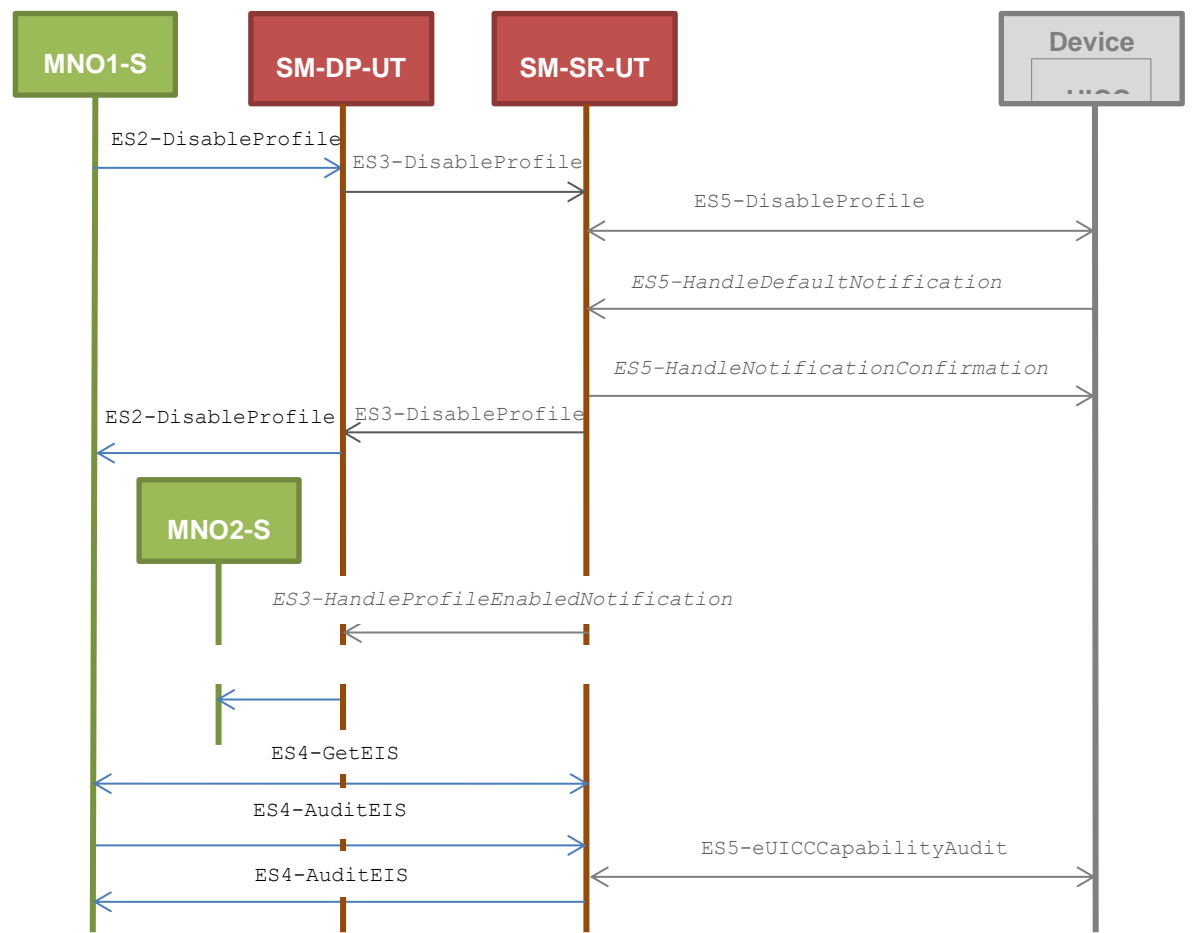 MNO1-S
SM-DP-UT
SM-SR-UT
Device
ES2-DisableProfile
ES3-DisableProfile
ES5-DisableProfile
ES5-HandleDefaultNotification
ES5-HandleNotificationConfirmation
ES2-DisableProfile
ES3-DisableProfile
MNO2-S
ES3-HandleProfileEnabledNotification
ES4-GetEIS
ES4-AuditEIS
ES5-eUICCCapabilityAudit
ES4-AuditEIS